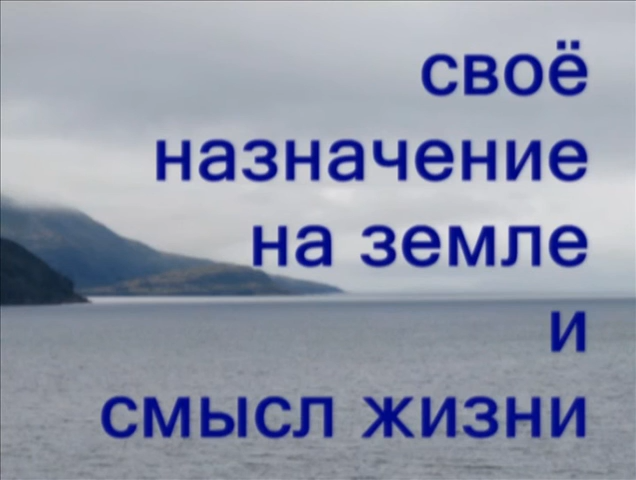 своё
назначение
на земле
и
смысл жизни